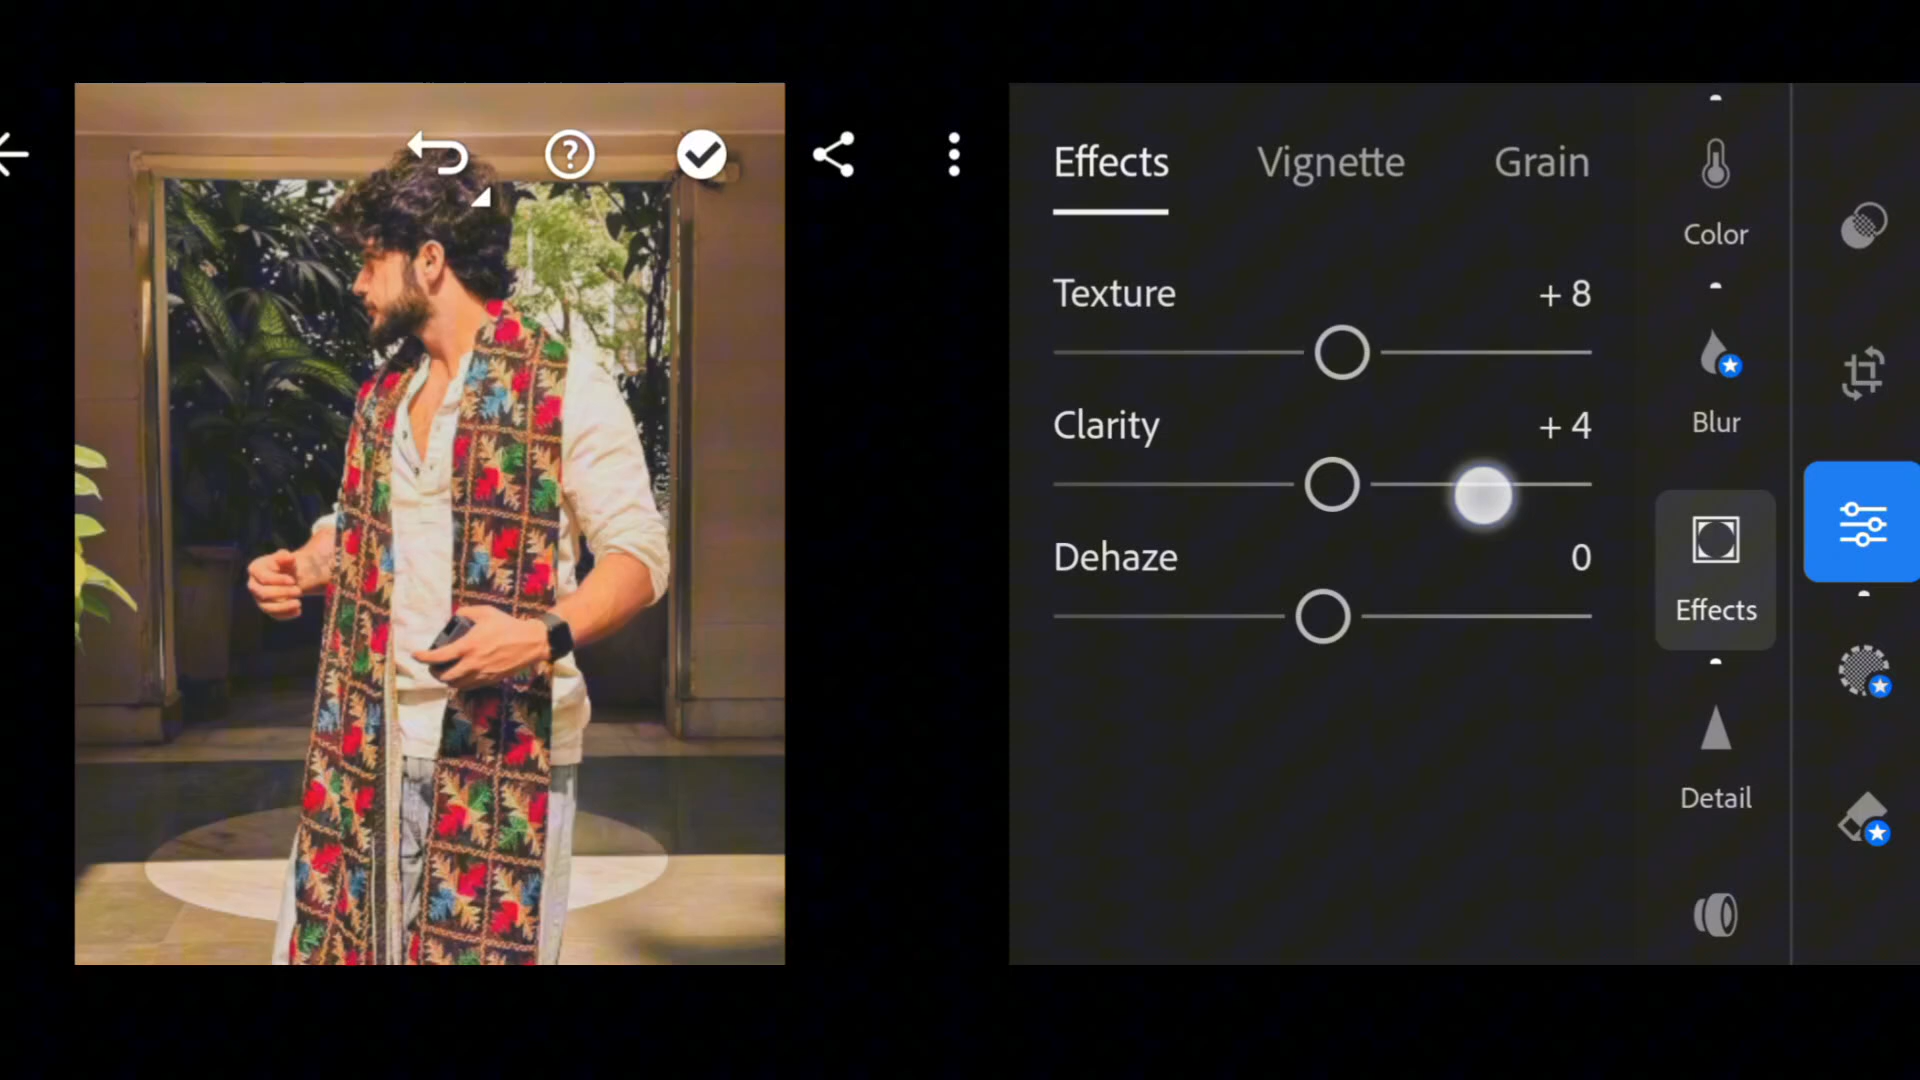 Effects
Vignette
Grain
Texture
+ 8
Clarity
+ 4
Dehaze
0
Color
Blur
Effects
Detail